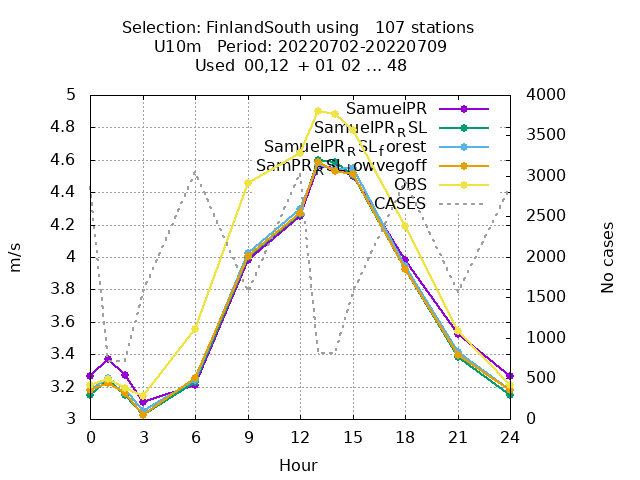 Selection: FinlandSouth using   107 stations
U10m   Period: 20220702-20220709
Used  00,12  + 01 02 ... 48
5
4.8
4.6
4.4
4.2
4
3.8
3.6
3.4
3.2
3
m/s
4000
3500
3000
2500
2000
1500
1000
500
0
No cases
SamuelPR
SamuelPR_RSL
SamuelPR_RSL_forest
SamPR_RSL_lowvegoff
OBS
CASES
0 3 6 9 12 15 18 21 24
Hour